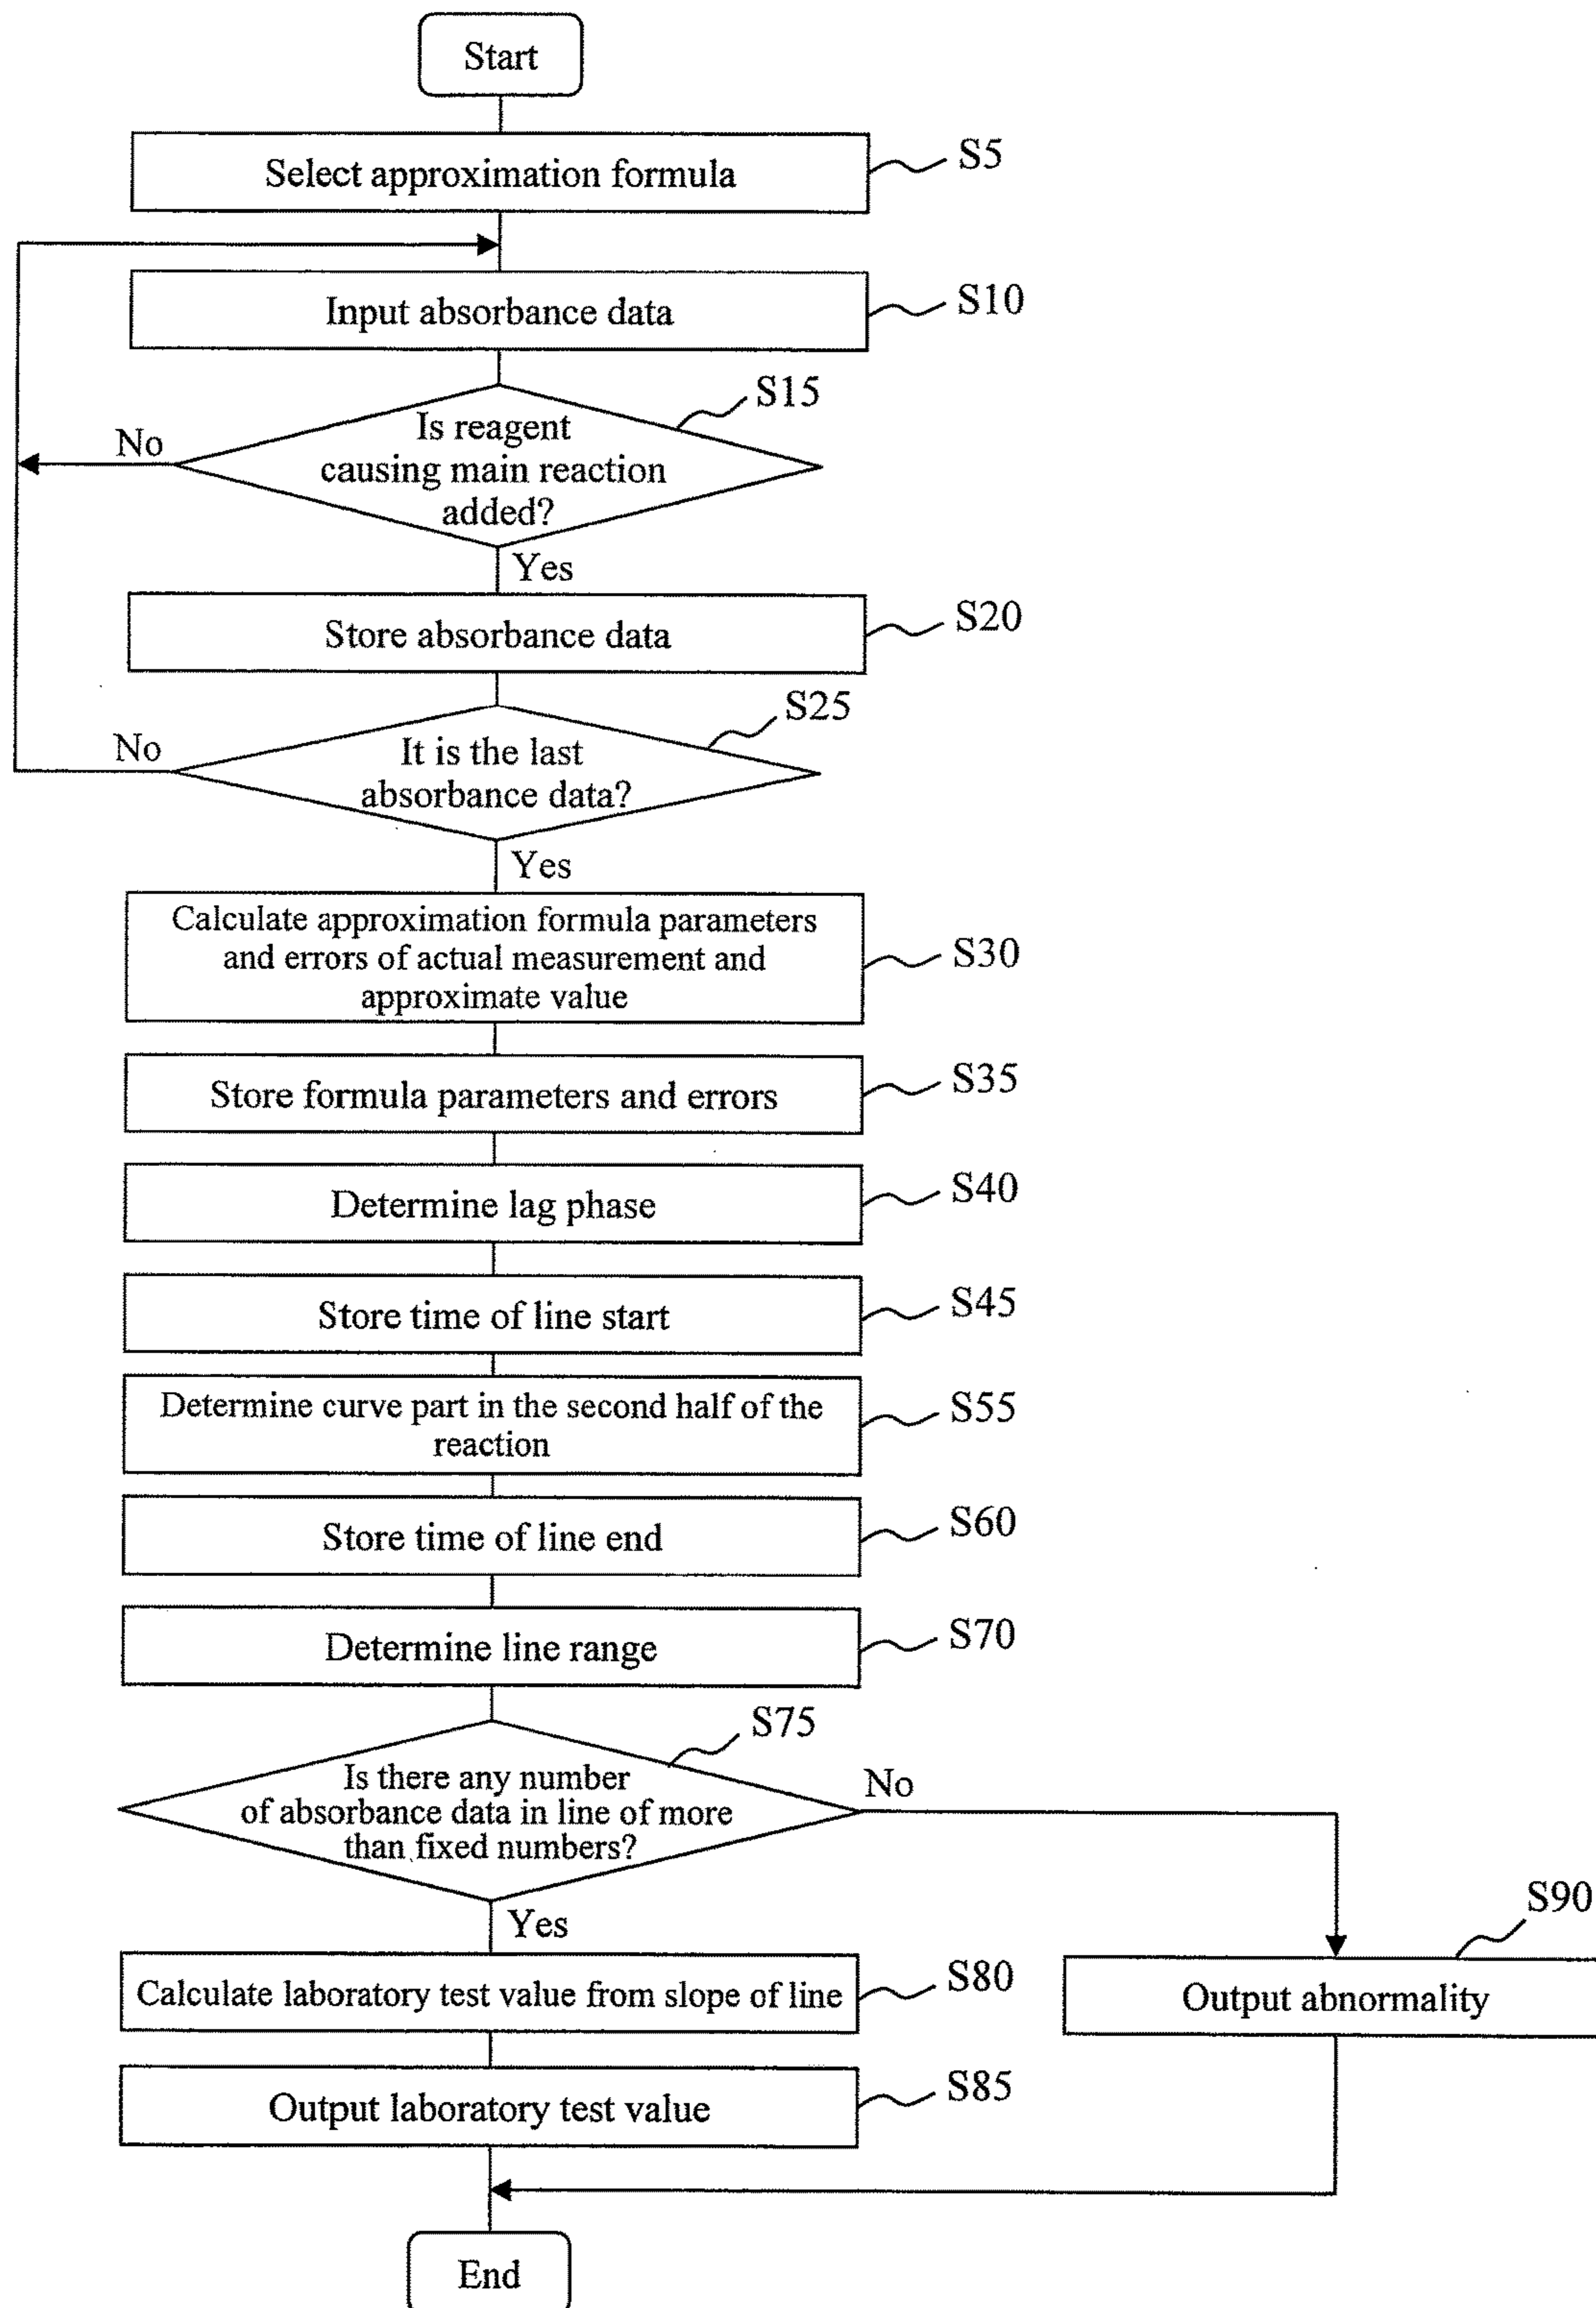 Start
Select approximation formula
S5
Input absorbance data
S10
S15
Is reagent
causing main reaction
added?
No
Yes
Store absorbance data
S20
S25
It is the last
absorbance data?
No
Yes
Calculate approximation formula parameters
and errors of actual measurement and
approximate value
S30
Store formula parameters and errors
S35
Determine lag phase
S40
Store time of line start
S45
Determine curve part in the second half of the
reaction
S55
Store time of line end
S60
Determine line range
S70
S75
Is there any number
of absorbance data in line of more
than fixed numbers?
No
Yes
S90
Calculate laboratory test value from slope of line
S80
Output abnormality
Output laboratory test value
S85
End